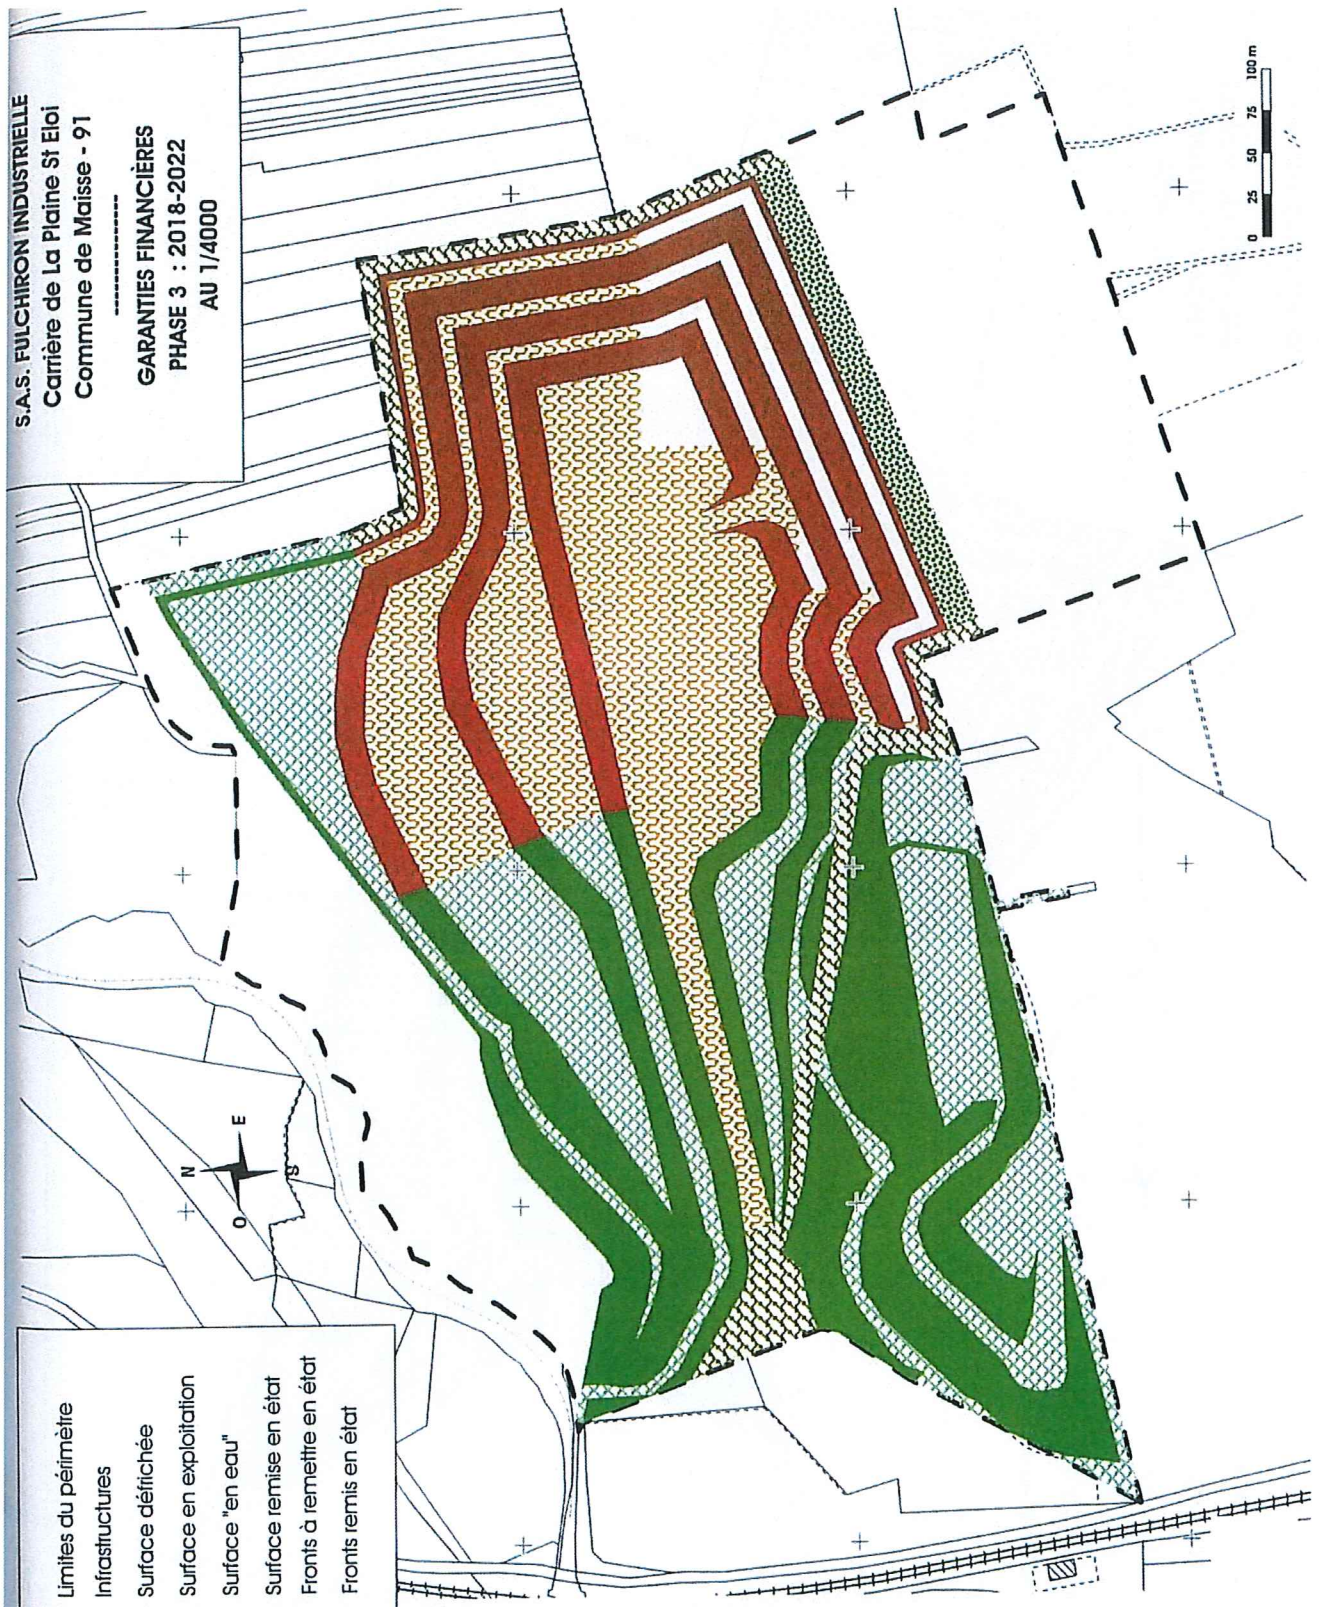 S.A.S. FULCHIRON INDUSTRIELLE
Carrière de La Plaine St Eloi
Commune de Maisse - 91
------------
GARANTIES FINANCIÈRES
PHASE 3 : 2018-2022
AU 1/4000
Limites du périmètre
Infrastructures
Surface défrichée
Surface en exploitation
Surface "en eau"
Surface remise en état
Fronts à remettre en état
Fronts remis en état
N
O
E
S
0 25 50 75 100 m